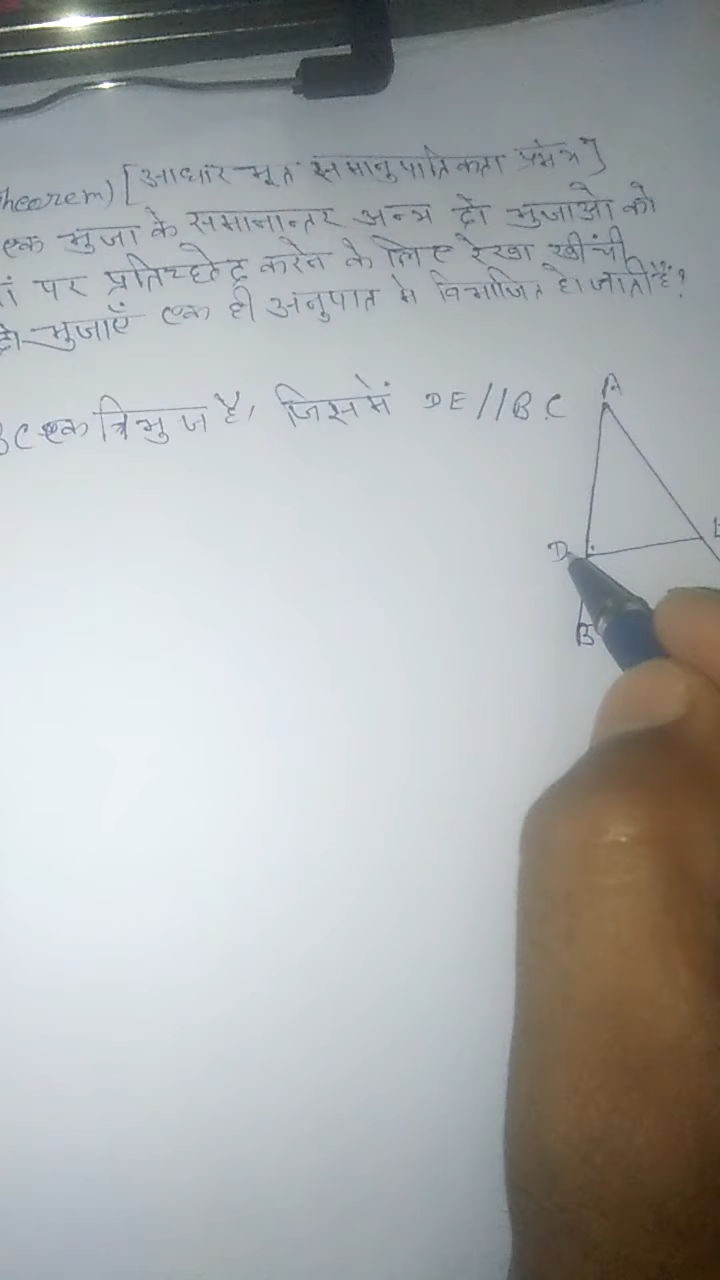 heorem) [आधारभूत समानुपातिकता प्रमेय]
एक भुजा के समानान्तर अन्य दो भुजाओ को
पर प्रतिच्छेद करने के लिए रेखा खींची
भुजाएँ एक ही अनुपात मे विभाजित हो जाती है?
BC एक त्रिभुज है, जिसमें DE//BC
A
D
B